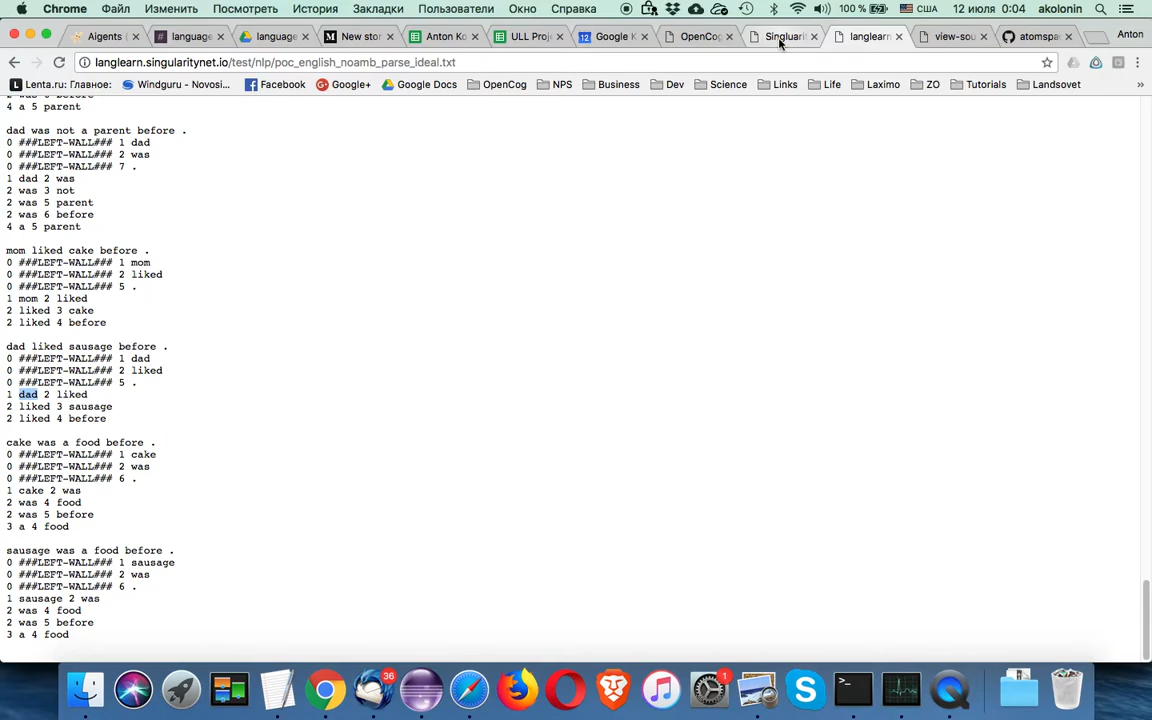 Chrome Файл Изменить Посмотреть История Закладки Пользователи Окно Справка 100 % США 12 июля 0:04 akolonin
Aigents language language Anton Ko ULL Proj Google K OpenCog Singluarit langlearn view-sou atomspa Anton
New stor
langlearn.singularitynet.io/test/nlp/poc_english_noamb_parse_ideal.txt
Lenta.ru: Главное: Windguru - Novosi... Facebook Google+ Google Docs OpenCog NPS Business Dev Science Links Life Laximo ZO Tutorials Landsovet »
4 a 5 parent
dad was not a parent before .
0 ###LEFT-WALL### 1 dad
0 ###LEFT-WALL### 2 was
0 ###LEFT-WALL### 7 .
1 dad 2 was
2 was 3 not
2 was 5 parent
2 was 6 before
4 a 5 parent
mom liked cake before .
0 ###LEFT-WALL### 1 mom
0 ###LEFT-WALL### 2 liked
0 ###LEFT-WALL### 5 .
1 mom 2 liked
2 liked 3 cake
2 liked 4 before
dad liked sausage before .
0 ###LEFT-WALL### 1 dad
0 ###LEFT-WALL### 2 liked
0 ###LEFT-WALL### 5 .
1 dad 2 liked
2 liked 3 sausage
2 liked 4 before
cake was a food before .
0 ###LEFT-WALL### 1 cake
0 ###LEFT-WALL### 2 was
0 ###LEFT-WALL### 6 .
1 cake 2 was
2 was 4 food
2 was 5 before
3 a 4 food
sausage was a food before .
0 ###LEFT-WALL### 1 sausage
0 ###LEFT-WALL### 2 was
0 ###LEFT-WALL### 6 .
1 sausage 2 was
2 was 4 food
2 was 5 before
3 a 4 food
36 1